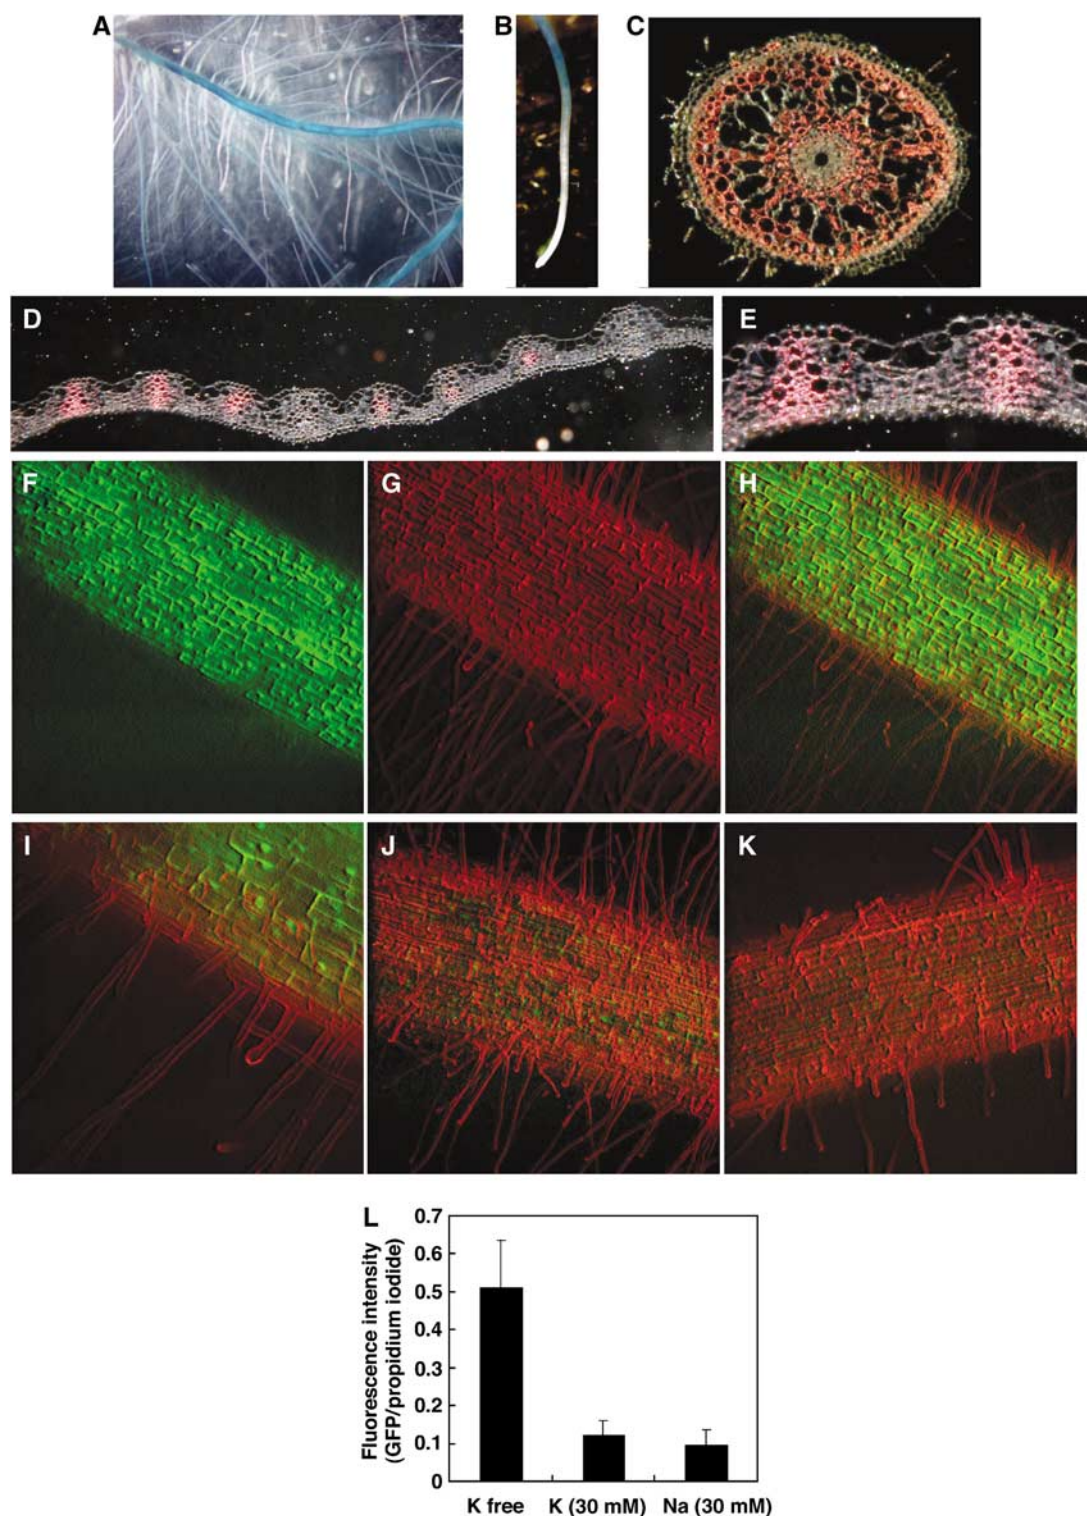 A
B
C
D
E
F
G
H
I
J
K
L
Fluorescence intensity
(GFP/propidium iodide)
0.7
0.6
0.5
0.4
0.3
0.2
0.1
0
K free
K (30 mM)
Na (30 mM)